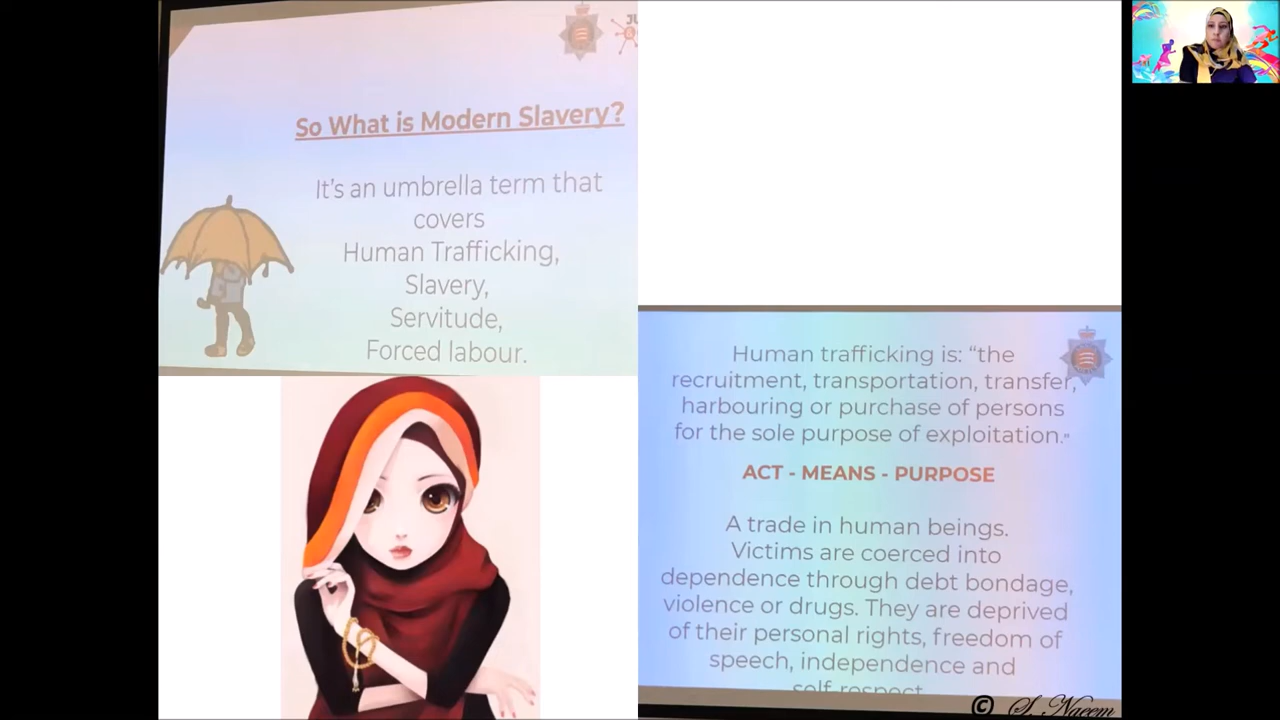 So What is Modern Slavery?
It's an umbrella term that
covers
Human Trafficking,
Slavery,
Servitude,
Forced labour.
Human trafficking is: “the
recruitment, transportation, transfer,
harbouring or purchase of persons
for the sole purpose of exploitation.”
ACT - MEANS - PURPOSE
A trade in human beings.
Victims are coerced into
dependence through debt bondage,
violence or drugs. They are deprived
of their personal rights, freedom of
speech, independence and
self-respect
© S. Naeem